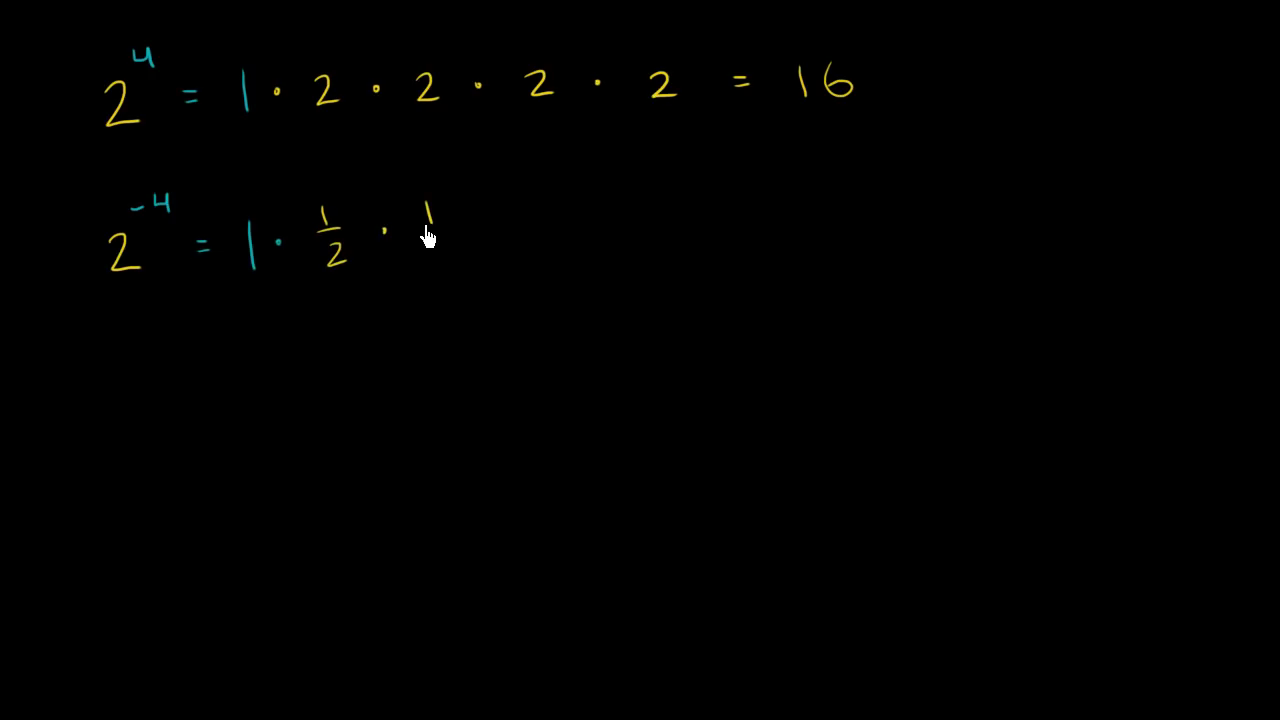 2^4 = 1 · 2 · 2 · 2 · 2 = 16
2^-4 = 1 · 1/2 · 1